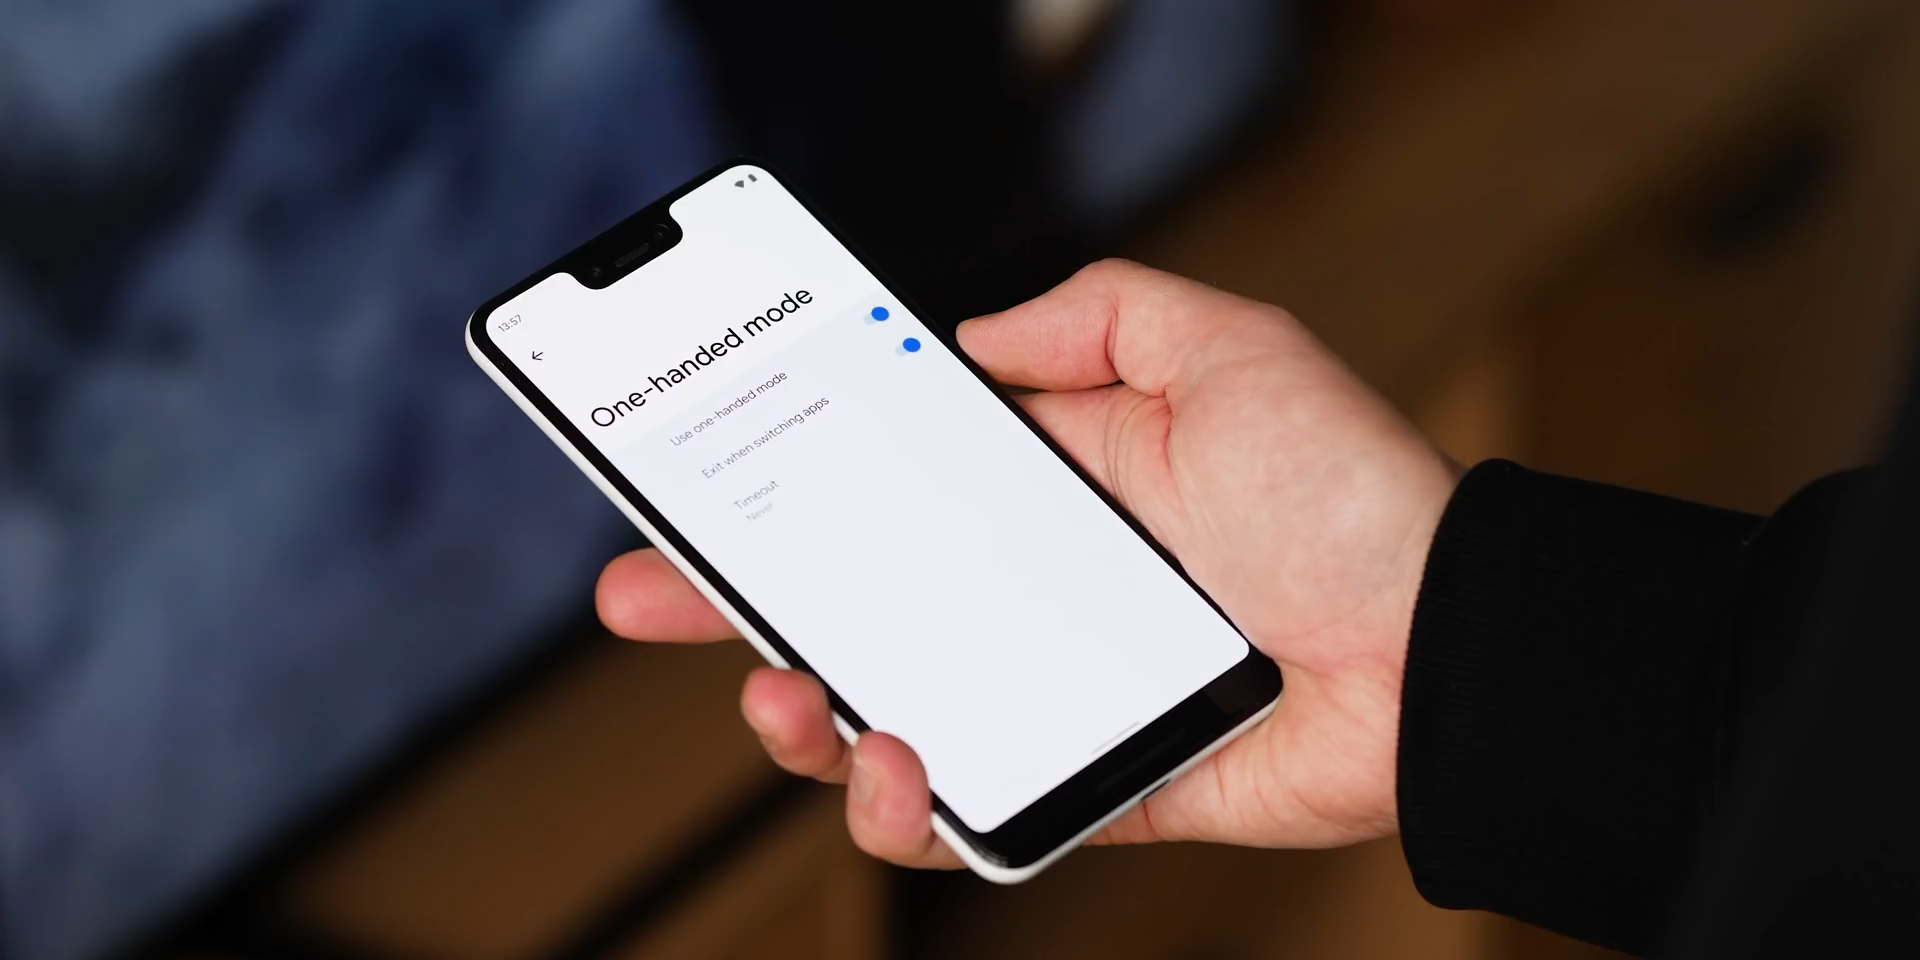 13:57
One-handed mode
Use one-handed mode
Exit when switching apps
Timeout
Never